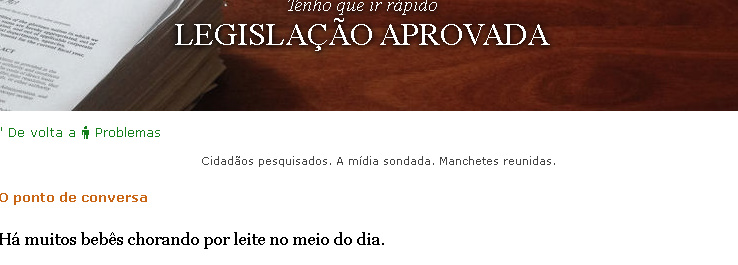 Tenho que ir rápido
LEGISLAÇÃO APROVADA
ACT
' De volta a Problemas
Cidadãos pesquisados. A mídia sondada. Manchetes reunidas.
O ponto de conversa
Há muitos bebês chorando por leite no meio do dia.